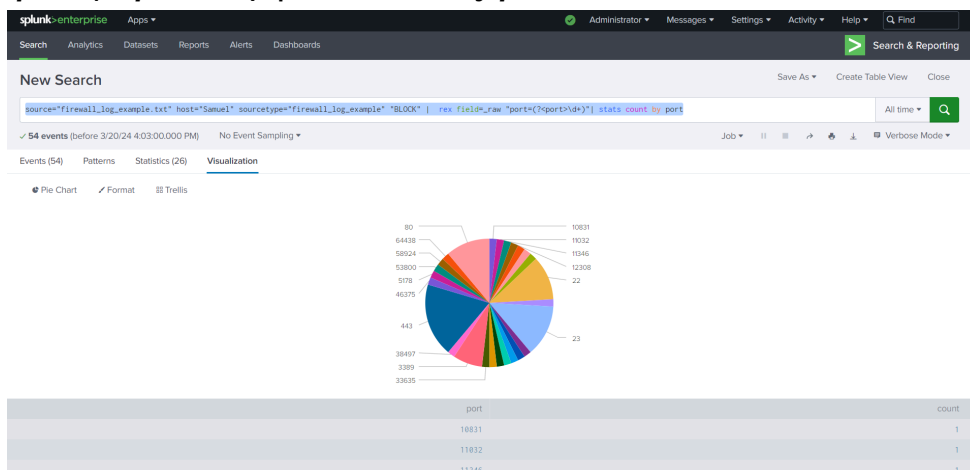 splunk>enterprise Apps ▾ Administrator ▾ Messages ▾ Settings ▾ Activity ▾ Help ▾ Find
Search Analytics Datasets Reports Alerts Dashboards > Search & Reporting
New Search Save As ▾ Create Table View Close
source="firewall_log_example.txt" host="Samuel" sourcetype="firewall_log_example" "BLOCK" | rex field=_raw "port=(?<port>\d+)"| stats count by port All time ▾
✓ 54 events (before 3/20/24 4:03:00.000 PM) No Event Sampling ▾ Job ▾ Verbose Mode ▾
Events (54) Patterns Statistics (26) Visualization
Pie Chart Format Trellis
80 10831
64438 11032
58924 11346
53800 12308
5178 22
46375
443 23
38497
3389
33635
port count
10831 1
11032 1
11346 1